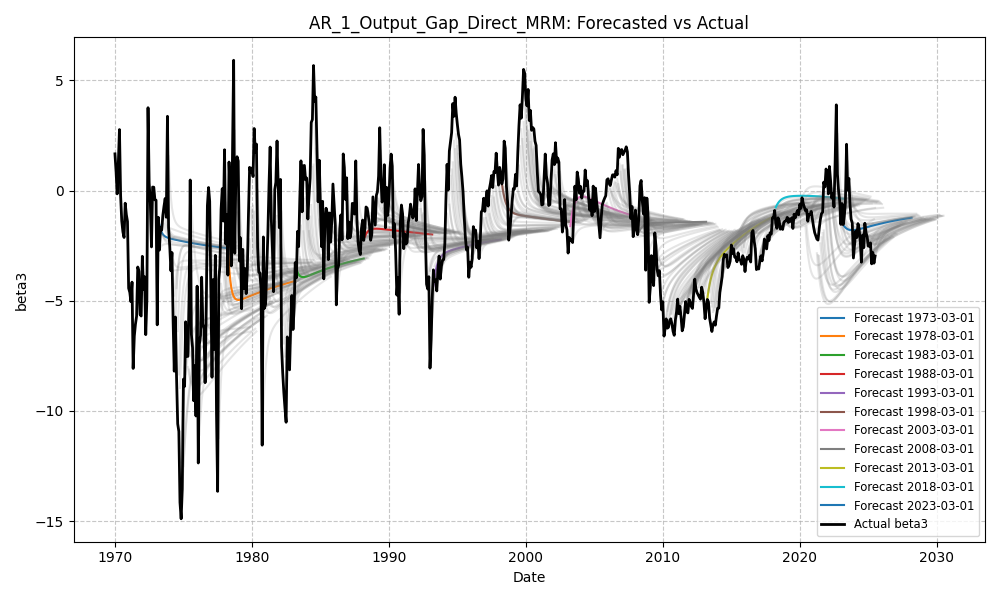 AR_1_Output_Gap_Direct_MRM: Forecasted vs Actual
beta3
5
0
−5
−10
−15
1970
1980
1990
2000
2010
2020
2030
Date
Forecast 1973-03-01
Forecast 1978-03-01
Forecast 1983-03-01
Forecast 1988-03-01
Forecast 1993-03-01
Forecast 1998-03-01
Forecast 2003-03-01
Forecast 2008-03-01
Forecast 2013-03-01
Forecast 2018-03-01
Forecast 2023-03-01
Actual beta3